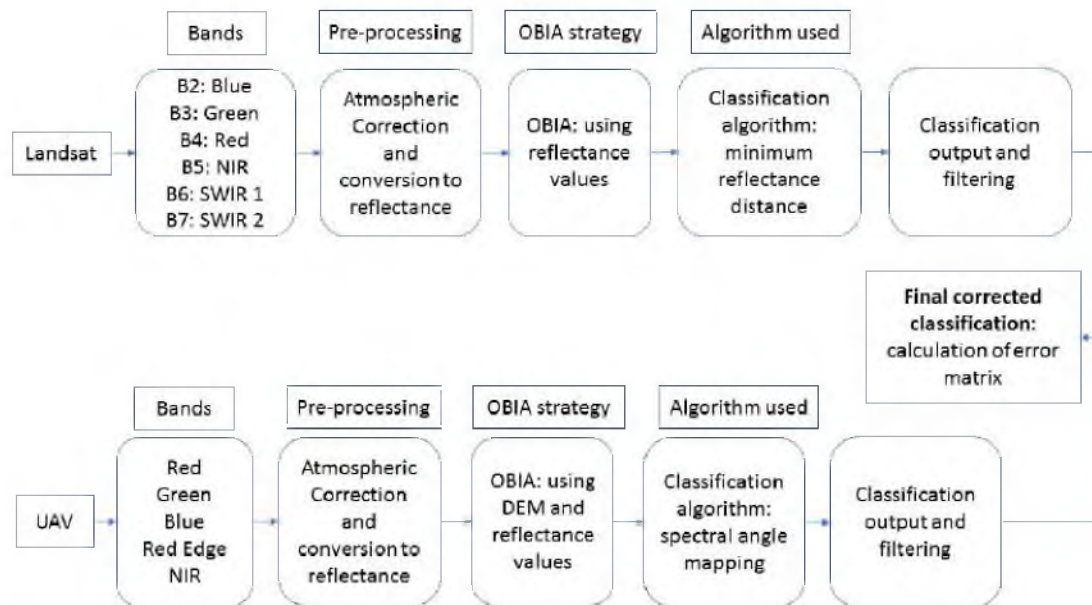 Bands
Pre-processing
OBIA strategy
Algorithm used
Landsat
B2: Blue
B3: Green
B4: Red
B5: NIR
B6: SWIR 1
B7: SWIR 2
Atmospheric
Correction
and
conversion to
reflectance
OBIA: using
reflectance
values
Classification
algorithm:
minimum
reflectance
distance
Classification
output and
filtering
Final corrected
classification:
calculation of error
matrix
Bands
Pre-processing
OBIA strategy
Algorithm used
UAV
Red
Green
Blue
Red Edge
NIR
Atmospheric
Correction
and
conversion to
reflectance
OBIA: using
DEM and
reflectance
values
Classification
algorithm:
spectral angle
mapping
Classification
output and
filtering